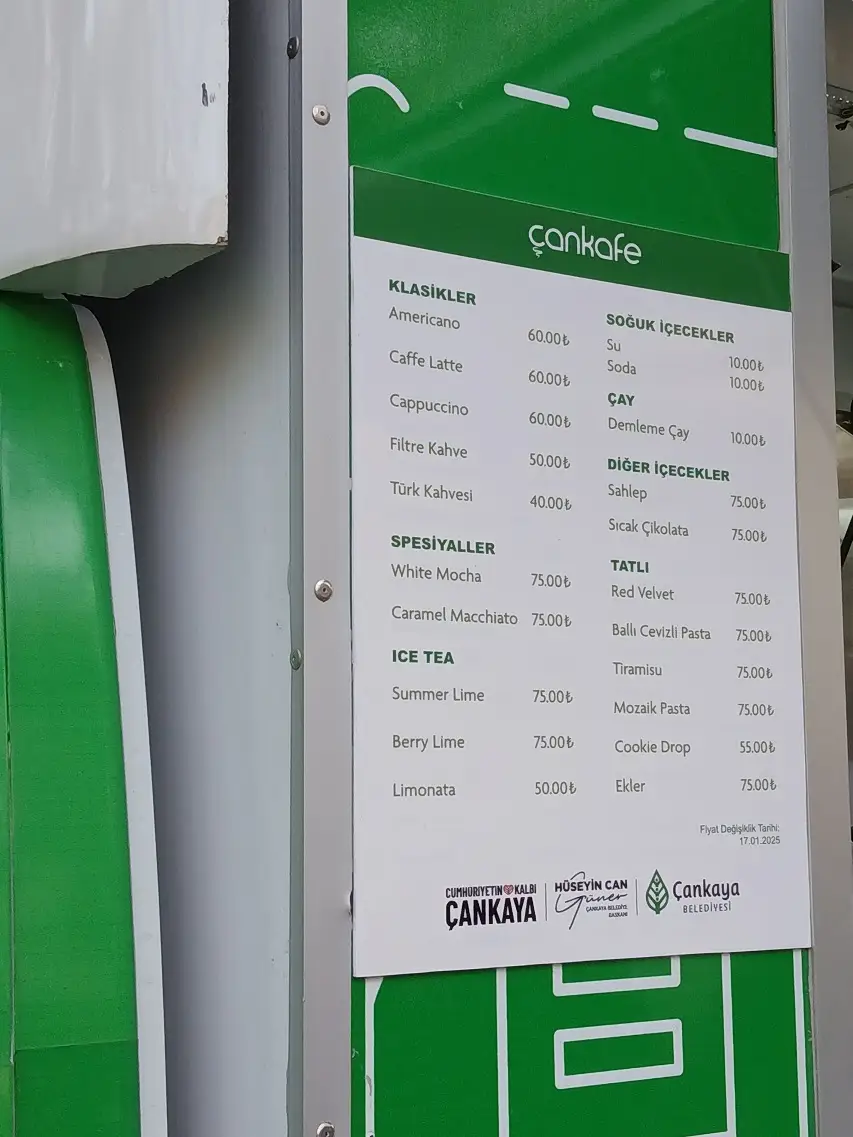 çankafe
KLASİKLER
Americano 60.00₺
Caffe Latte 60.00₺
Cappuccino 60.00₺
Filtre Kahve 50.00₺
Türk Kahvesi 40.00₺
SPESİYALLER
White Mocha 75.00₺
Caramel Macchiato 75.00₺
ICE TEA
Summer Lime 75.00₺
Berry Lime 75.00₺
Limonata 50.00₺
SOĞUK İÇECEKLER
Su 10.00₺
Soda 10.00₺
ÇAY
Demleme Çay 10.00₺
DİĞER İÇECEKLER
Sahlep 75.00₺
Sıcak Çikolata 75.00₺
TATLI
Red Velvet 75.00₺
Ballı Cevizli Pasta 75.00₺
Tiramisu 75.00₺
Mozaik Pasta 75.00₺
Cookie Drop 55.00₺
Ekler 75.00₺
Fiyat Değişiklik Tarihi:
17.01.2025
CUMHURİYETİN KALBİ
ÇANKAYA
HÜSEYİN CAN
Güner
ÇANKAYA BELEDİYE
BAŞKANI
Çankaya
BELEDİYESİ